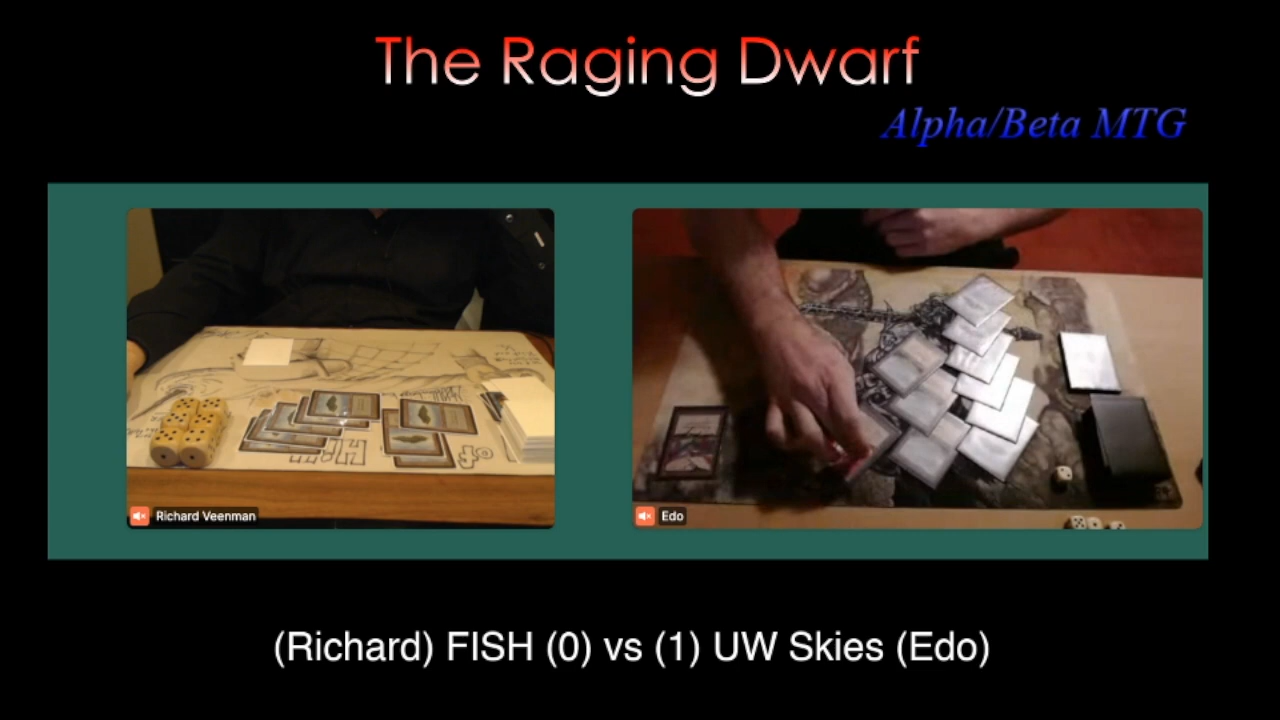 The Raging Dwarf
Alpha/Beta MTG
Richard Veenman
Edo
(Richard) FISH (0) vs (1) UW Skies (Edo)